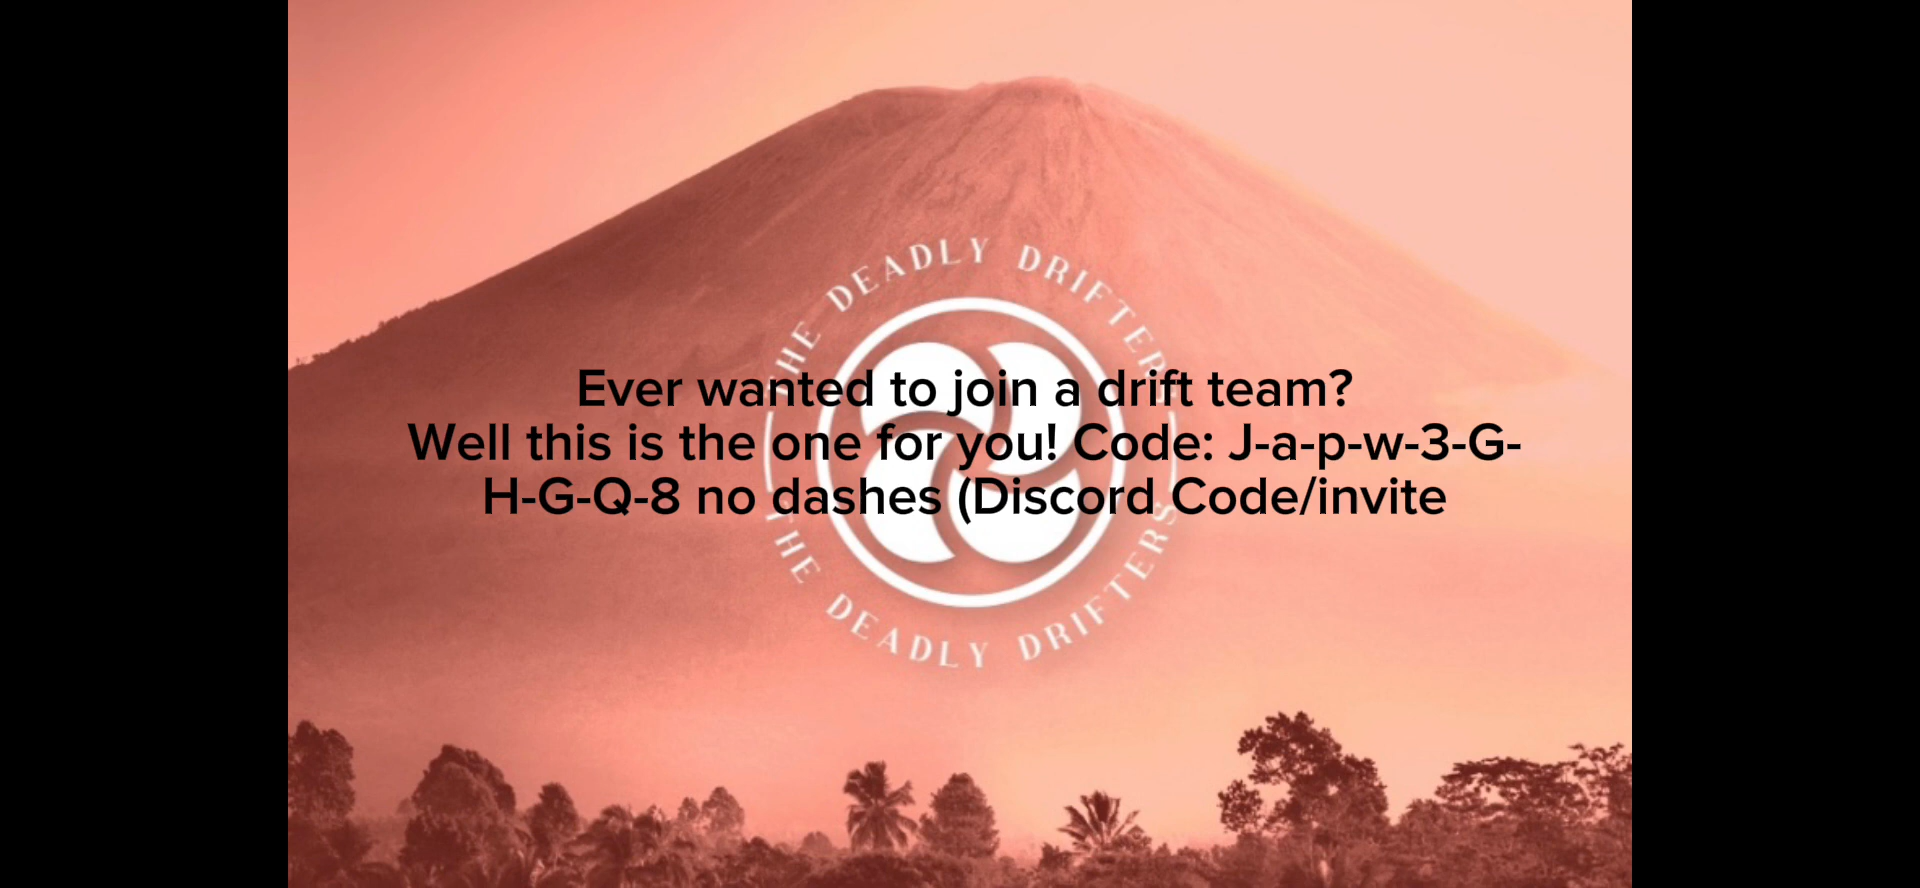 THE DEADLY DRIFTERS
Ever wanted to join a drift team?
Well this is the one for you! Code: J-a-p-w-3-G-
H-G-Q-8 no dashes (Discord Code/invite
THE DEADLY DRIFTERS